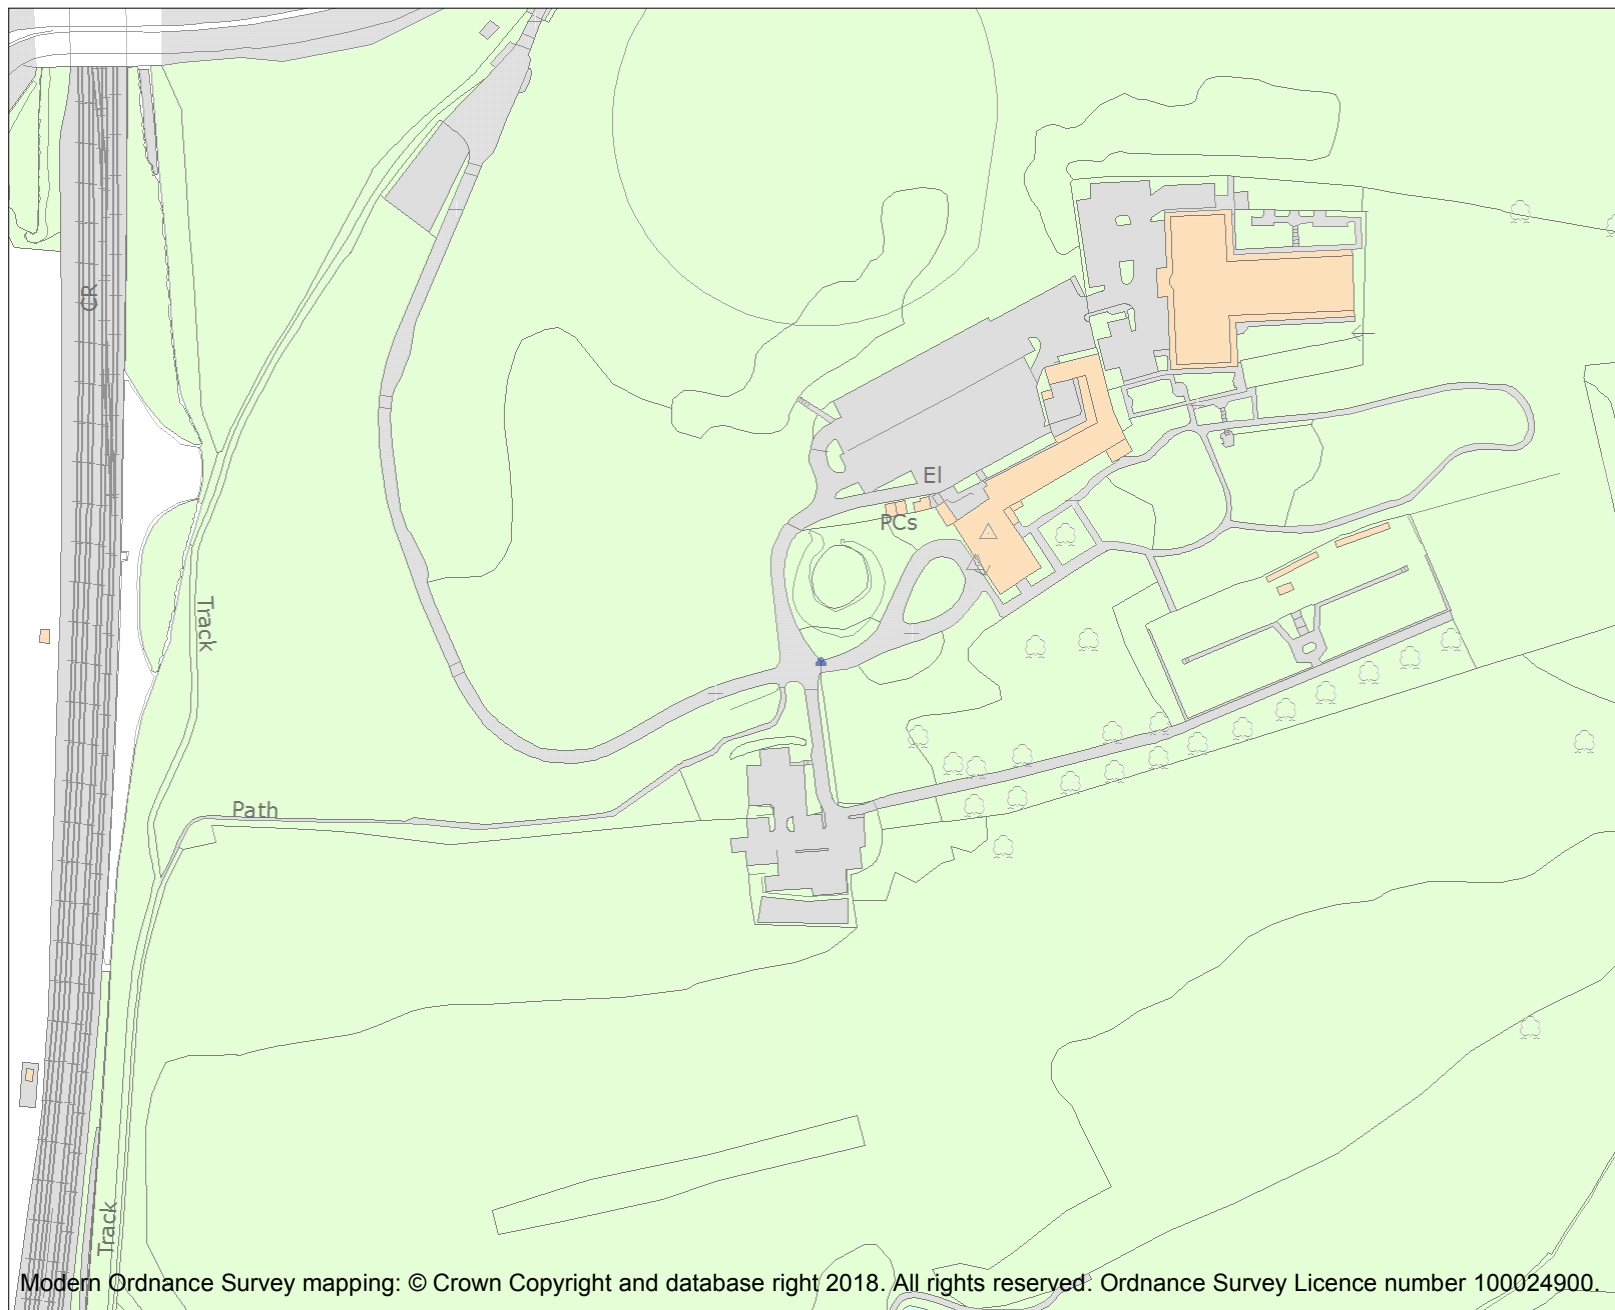 CR
El
PCs
Track
Path
Track
Modern Ordnance Survey mapping: © Crown Copyright and database right 2018. All rights reserved. Ordnance Survey Licence number 100024900.